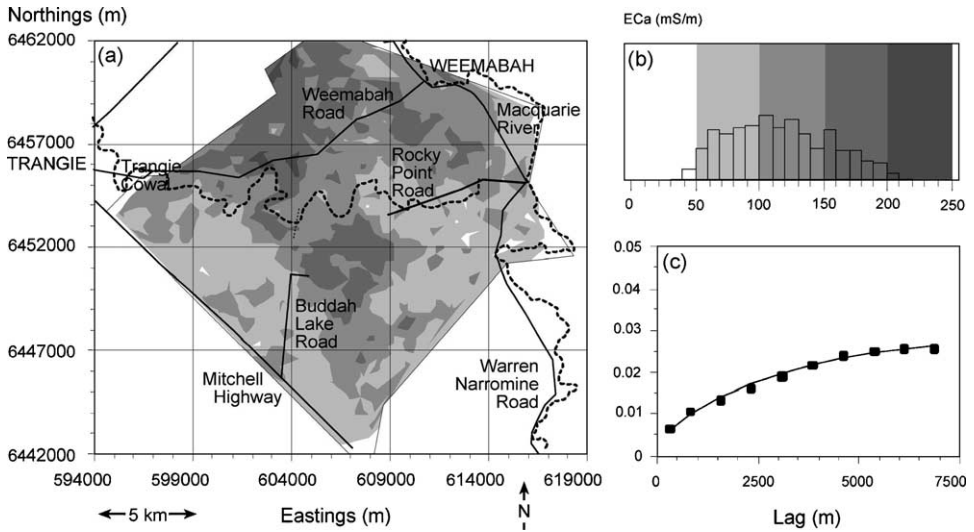 Northings (m)
6462000
6457000
TRANGIE
6452000
6447000
6442000
594000
599000
604000
609000
614000
619000
5 km
Eastings (m)
N
(a)
WEEMABAH
Weemabah
Road
Macquarie
River
Trangie
Cowal
Rocky
Point
Road
Buddah
Lake
Road
Mitchell
Highway
Warren
Narromine
Road
ECa (mS/m)
(b)
0
50
100
150
200
250
(c)
0.05
0.04
0.03
0.02
0.01
0
0
2500
5000
7500
Lag (m)